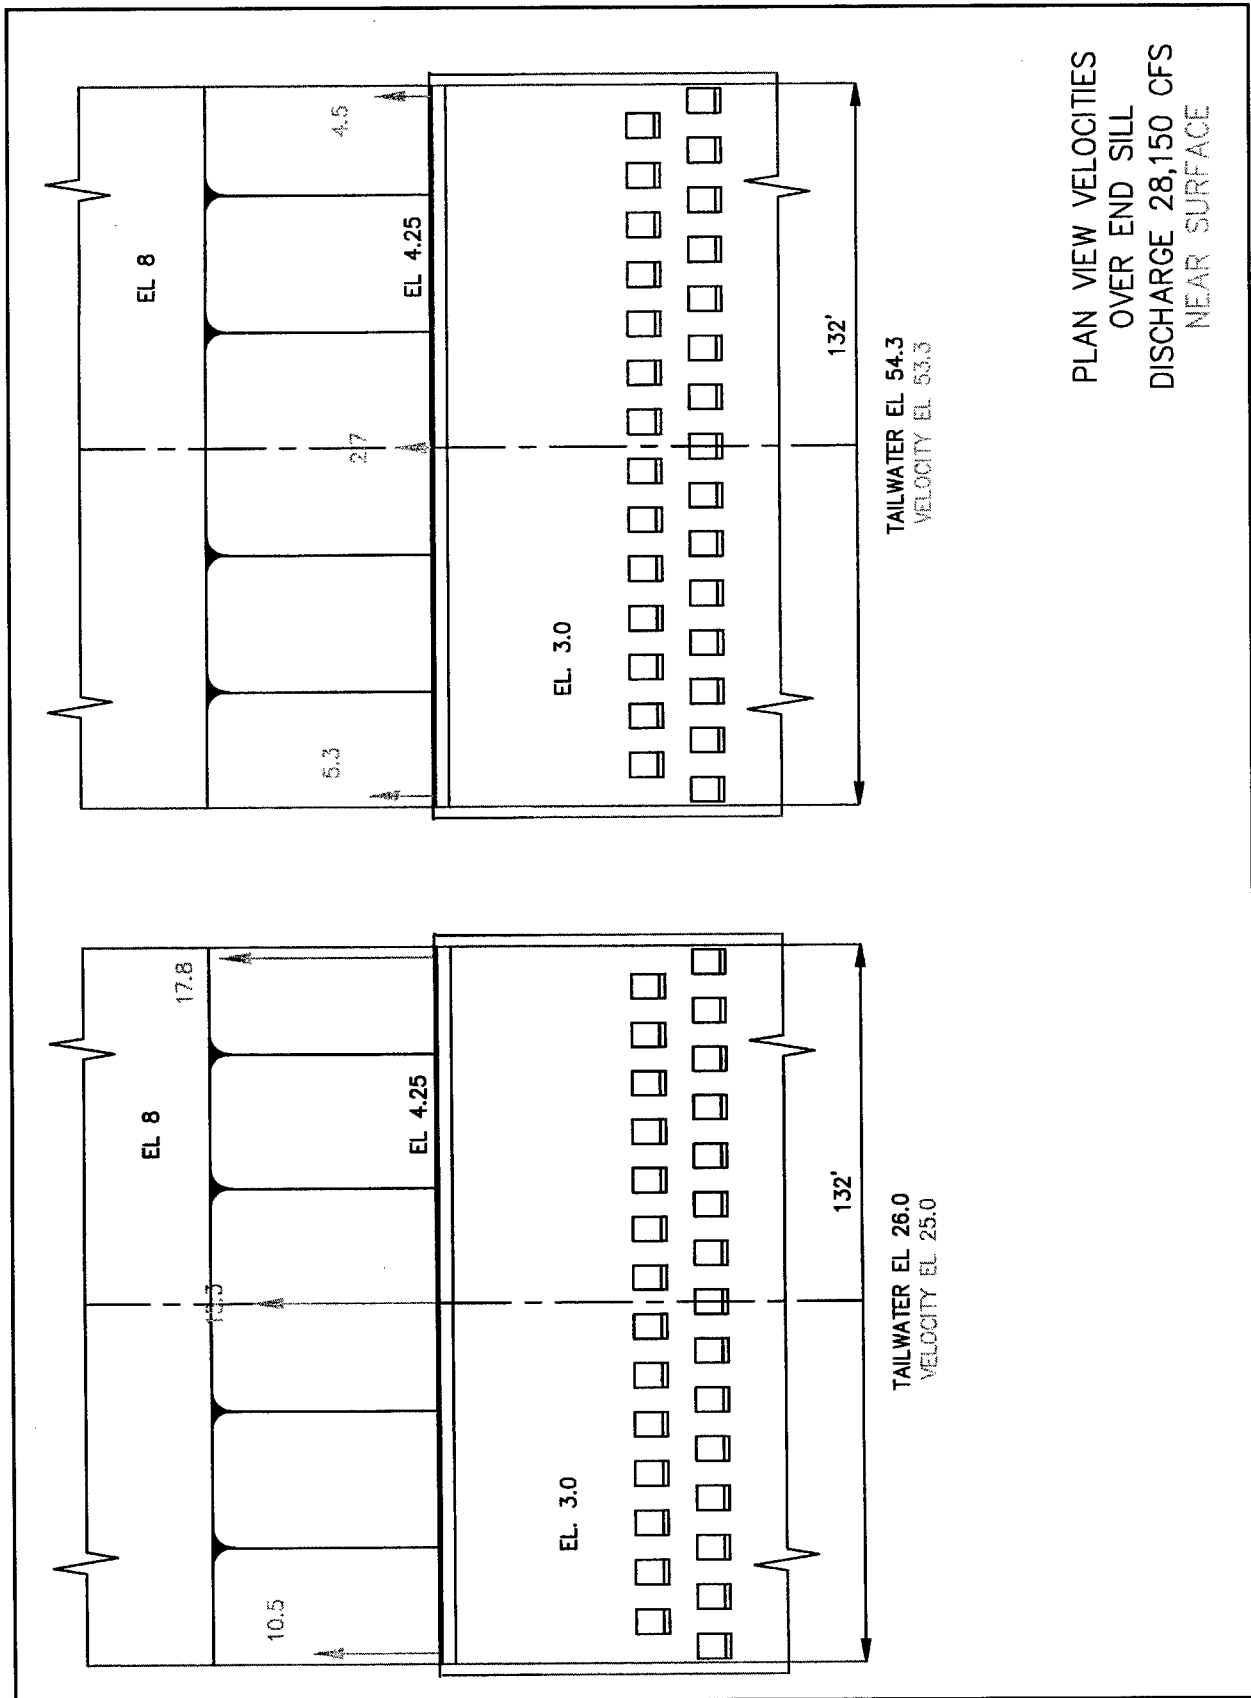 EL 8
17.8
10.5
EL 4.25
EL. 3.0
132'
TAILWATER EL 26.0
VELOCITY EL 25.0
EL 8
5.3
2.7
4.5
EL 4.25
EL. 3.0
132'
TAILWATER EL 54.3
VELOCITY EL 53.3
PLAN VIEW VELOCITIES
OVER END SILL
DISCHARGE 28,150 CFS
NEAR SURFACE